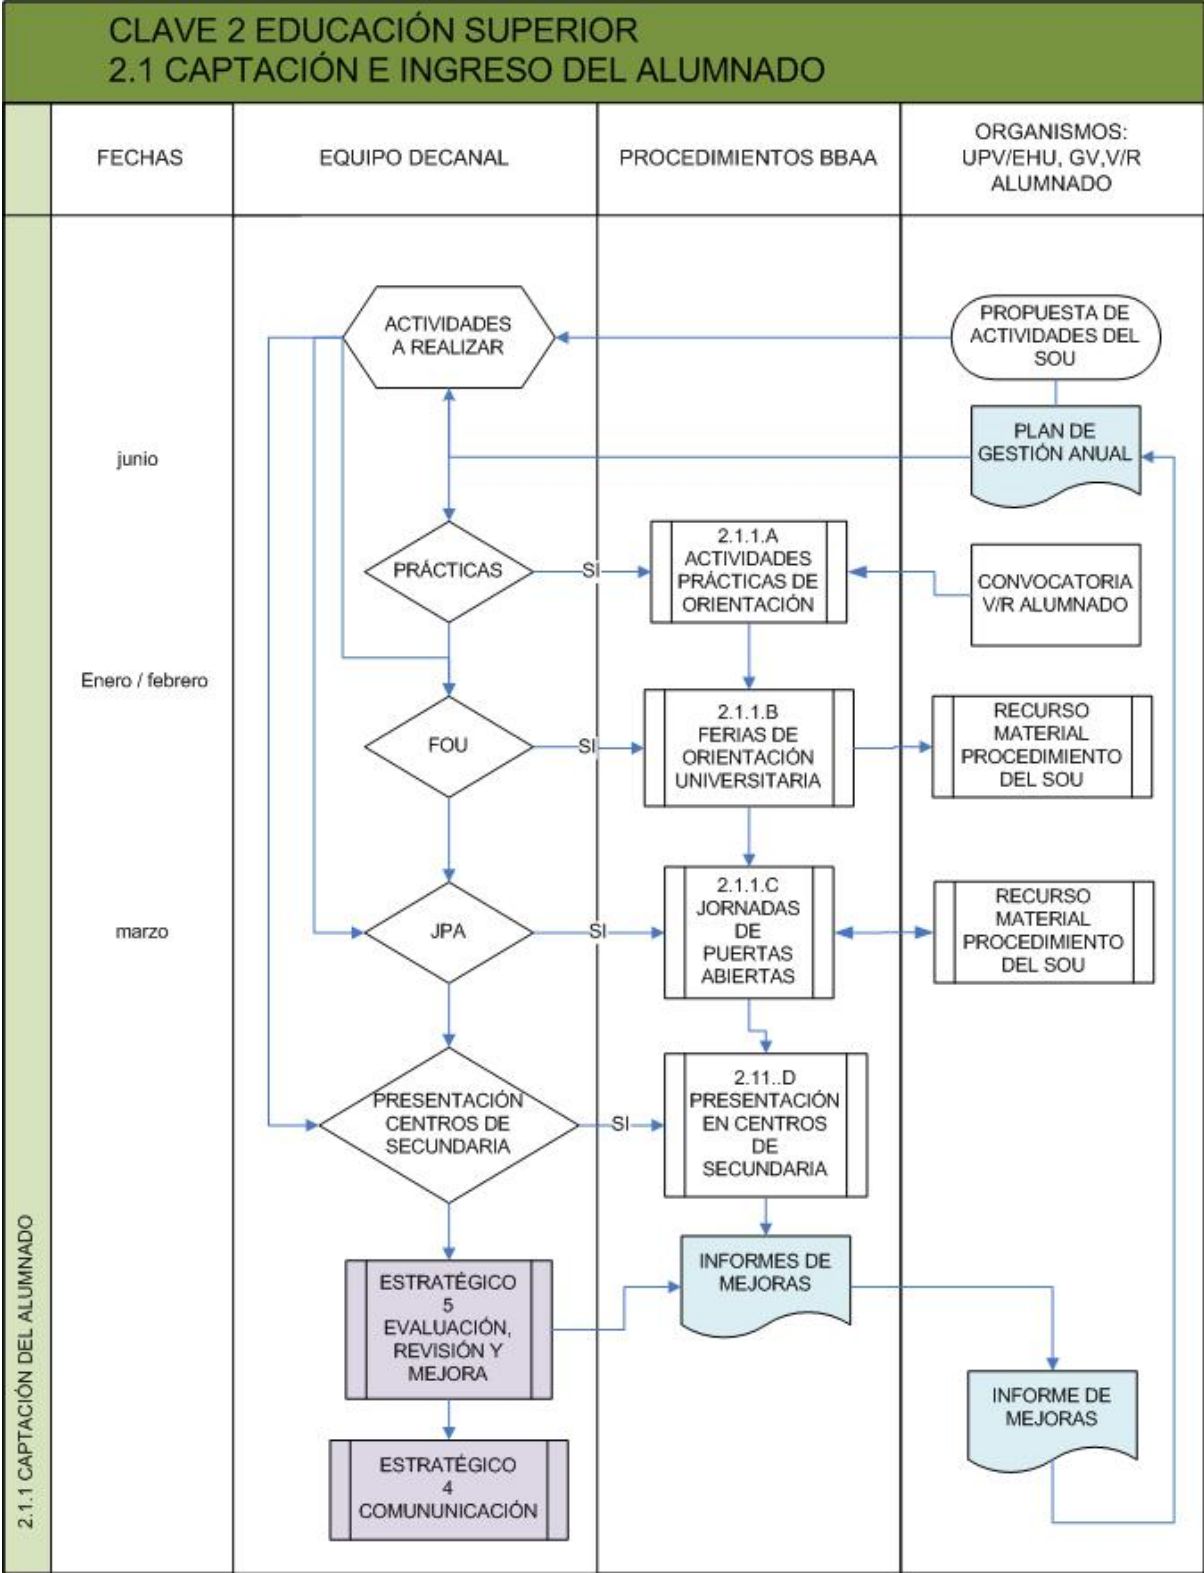 CLAVE 2 EDUCACIÓN SUPERIOR
2.1 CAPTACIÓN E INGRESO DEL ALUMNADO
FECHAS
EQUIPO DECANAL
PROCEDIMIENTOS BBAA
ORGANISMOS:
UPV/EHU, GV,V/R
ALUMNADO
ACTIVIDADES
A REALIZAR
PROPUESTA DE
ACTIVIDADES DEL
SOU
junio
PLAN DE
GESTIÓN ANUAL
PRÁCTICAS
SI
2.1.1.A
ACTIVIDADES
PRÁCTICAS DE
ORIENTACIÓN
CONVOCATORIA
V/R ALUMNADO
Enero / febrero
FOU
SI
2.1.1.B
FERIAS DE
ORIENTACIÓN
UNIVERSITARIA
RECURSO
MATERIAL
PROCEDIMIENTO
DEL SOU
marzo
JPA
SI
2.1.1.C
JORNADAS
DE
PUERTAS
ABIERTAS
RECURSO
MATERIAL
PROCEDIMIENTO
DEL SOU
PRESENTACIÓN
CENTROS DE
SECUNDARIA
SI
2.11..D
PRESENTACIÓN
EN CENTROS
DE
SECUNDARIA
ESTRATÉGICO
5
EVALUACIÓN,
REVISIÓN Y
MEJORA
INFORMES DE
MEJORAS
INFORME DE
MEJORAS
ESTRATÉGICO
4
COMUNUNICACIÓN
2.1.1 CAPTACIÓN DEL ALUMNADO